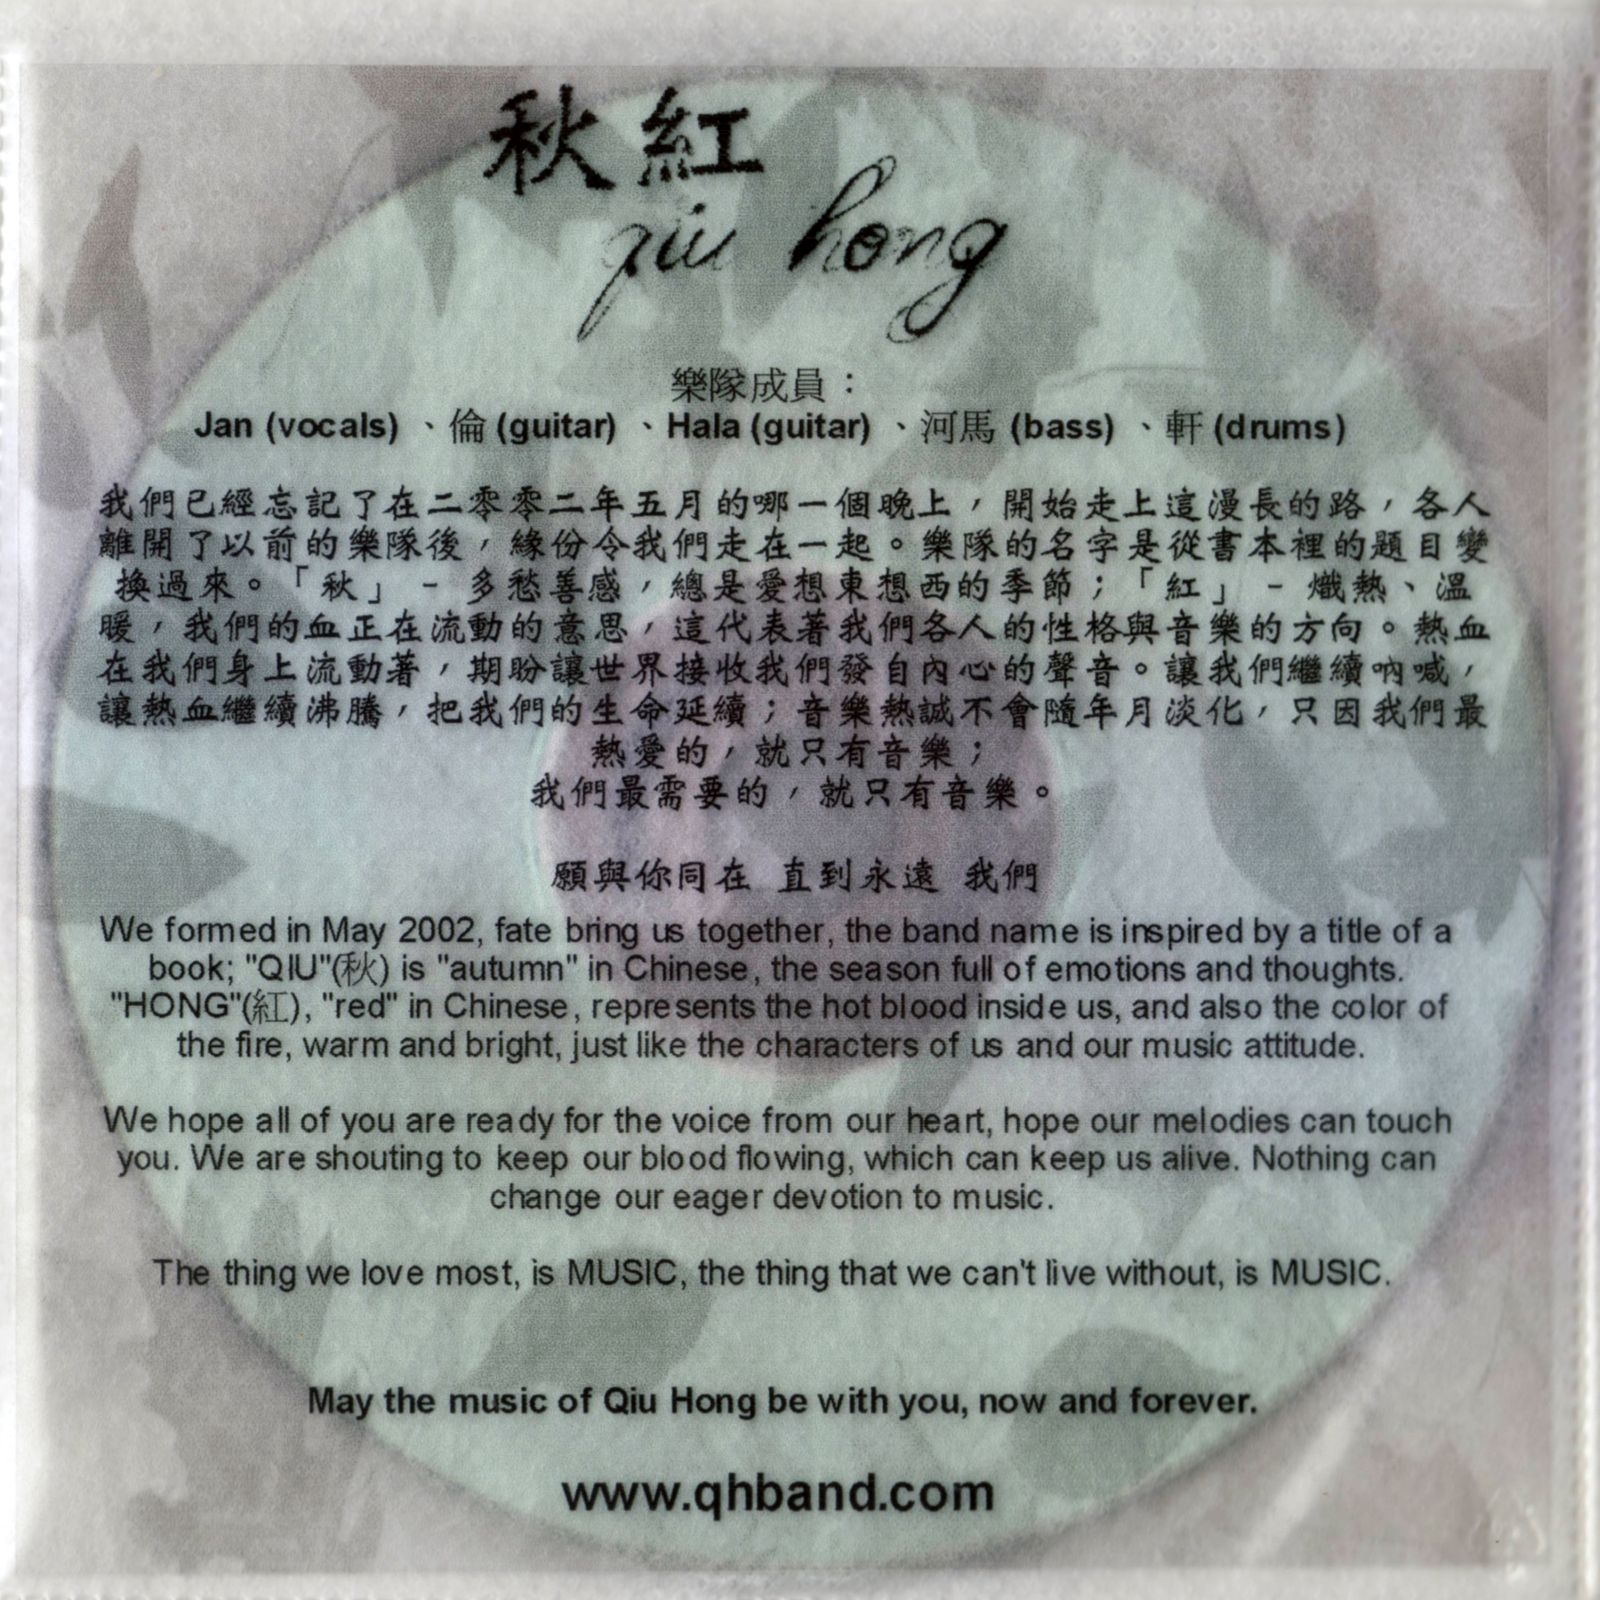 秋紅
qiu hong
樂隊成員：
Jan (vocals) 、倫 (guitar) 、Hala (guitar) 、河馬 (bass) 、軒 (drums)
我們已經忘記了在二零零二年五月的哪一個晚上，開始走上這漫長的路，各人
離開了以前的樂隊後，緣份令我們走在一起。樂隊的名字是從書本裡的題目變
換過來。「秋」 - 多愁善感，總是愛想東想西的季節；「紅」 - 熾熱、溫
暖，我們的血正在流動的意思，這代表著我們各人的性格與音樂的方向。熱血
在我們身上流動著，期盼讓世界接收我們發自內心的聲音。讓我們繼續吶喊，
讓熱血繼續沸騰，把我們的生命延續；音樂熱誠不會隨年月淡化，只因我們最
熱愛的，就只有音樂；
我們最需要的，就只有音樂。
願與你同在 直到永遠 我們
We formed in May 2002, fate bring us together, the band name is inspired by a title of a
book; "QIU"(秋) is "autumn" in Chinese, the season full of emotions and thoughts.
"HONG"(紅), "red" in Chinese, represents the hot blood inside us, and also the color of
the fire, warm and bright, just like the characters of us and our music attitude.
We hope all of you are ready for the voice from our heart, hope our melodies can touch
you. We are shouting to keep our blood flowing, which can keep us alive. Nothing can
change our eager devotion to music.
The thing we love most, is MUSIC, the thing that we can't live without, is MUSIC.
May the music of Qiu Hong be with you, now and forever.
www.qhband.com